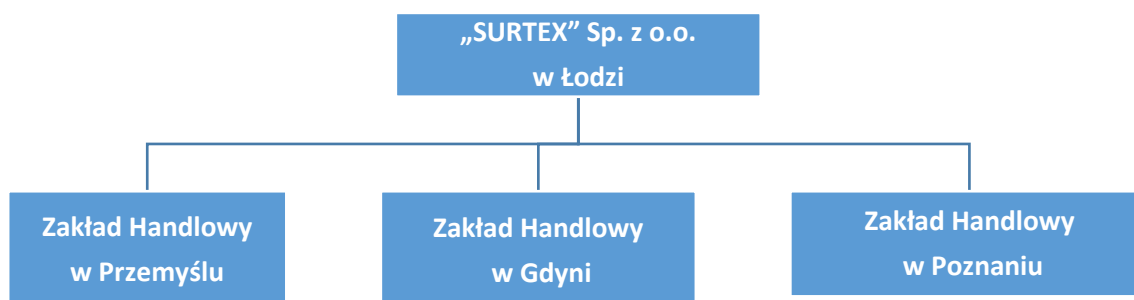 „SURTEX” Sp. z o.o.
w Łodzi
Zakład Handlowy
w Przemyślu
Zakład Handlowy
w Gdyni
Zakład Handlowy
w Poznaniu